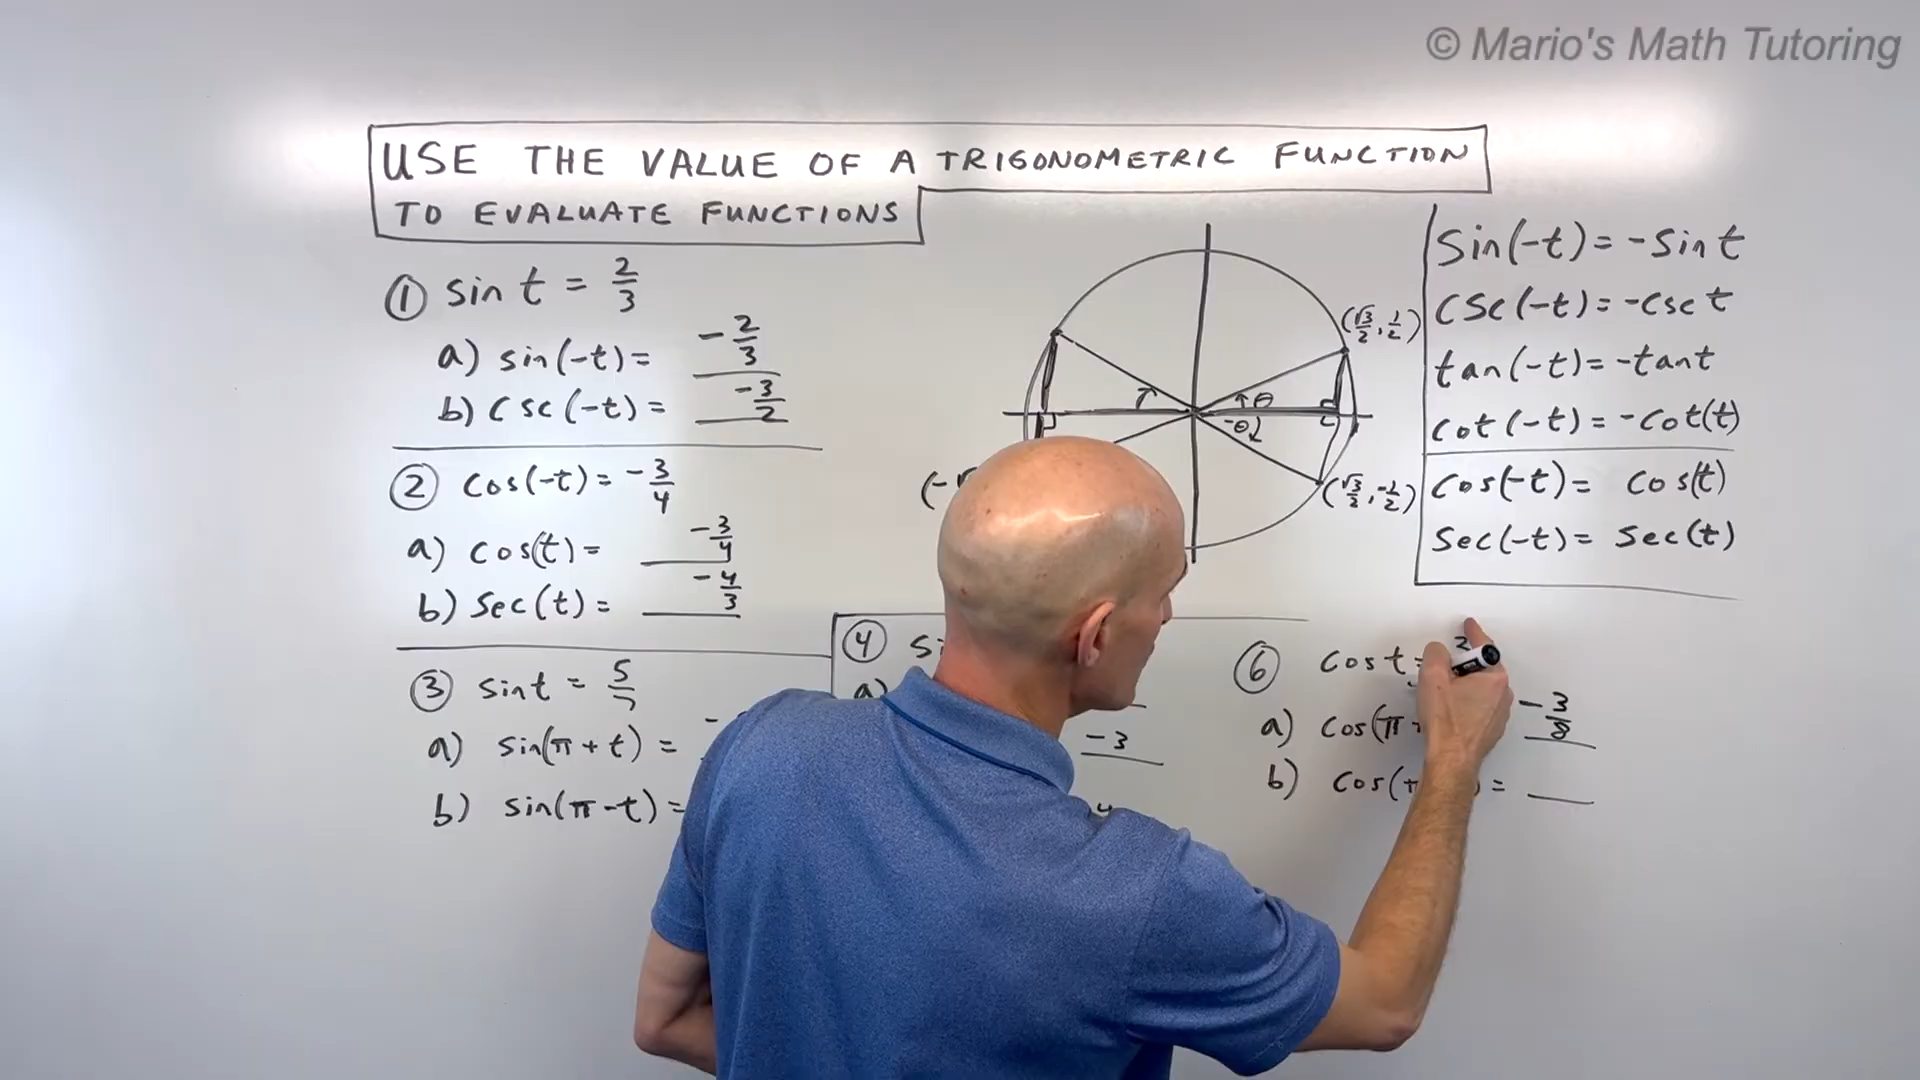 © Mario's Math Tutoring
USE THE VALUE OF A TRIGONOMETRIC FUNCTION
TO EVALUATE FUNCTIONS
① sin t = 2/3
a) sin(-t) = -2/3
b) csc(-t) = -3/2
② cos(-t) = -3/4
a) cos(t) = -3/4
b) sec(t) = -4/3
③ sin t = 5/7
a) sin(π + t) =
b) sin(π - t) =
(√3/2, 1/2)
θ
-θ
(√3/2, -1/2)
sin(-t) = -sin t
csc(-t) = -csc t
tan(-t) = -tan t
cot(-t) = -cot(t)
cos(-t) = cos(t)
sec(-t) = sec(t)
④
a)
-3
⑥ cos t =
a) cos(π -3/8
b) cos( ) =